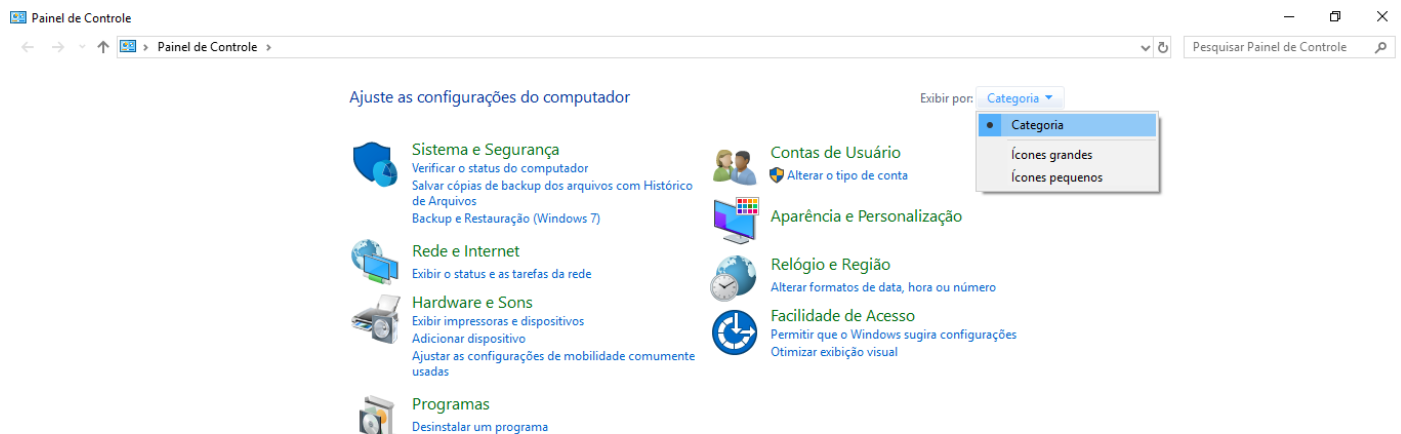 Painel de Controle
Painel de Controle
Pesquisar Painel de Controle
Ajuste as configurações do computador
Exibir por:
Categoria
Categoria
Ícones grandes
Ícones pequenos
Sistema e Segurança
Verificar o status do computador
Salvar cópias de backup dos arquivos com Histórico
de Arquivos
Backup e Restauração (Windows 7)
Rede e Internet
Exibir o status e as tarefas da rede
Hardware e Sons
Exibir impressoras e dispositivos
Adicionar dispositivo
Ajustar as configurações de mobilidade comumente
usadas
Programas
Desinstalar um programa
Contas de Usuário
Alterar o tipo de conta
Aparência e Personalização
Relógio e Região
Alterar formatos de data, hora ou número
Facilidade de Acesso
Permitir que o Windows sugira configurações
Otimizar exibição visual